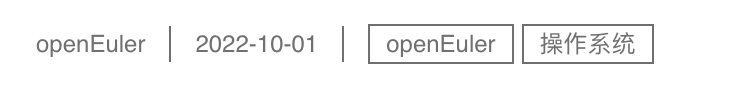 openEuler | 2022-10-01 | openEuler 操作系统